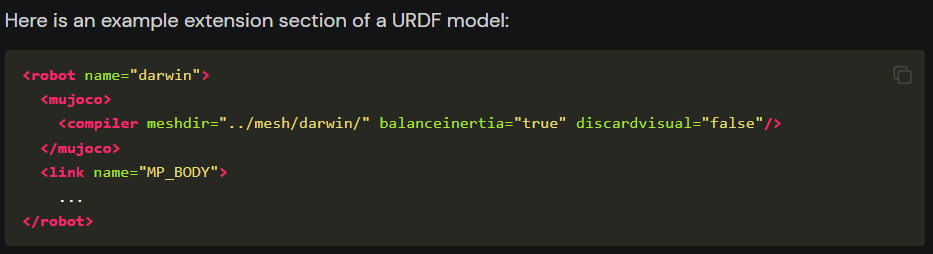 Here is an example extension section of a URDF model:
<robot name="darwin">
  <mujoco>
    <compiler meshdir="../mesh/darwin/" balanceinertia="true" discardvisual="false"/>
  </mujoco>
  <link name="MP_BODY">
    ...
</robot>